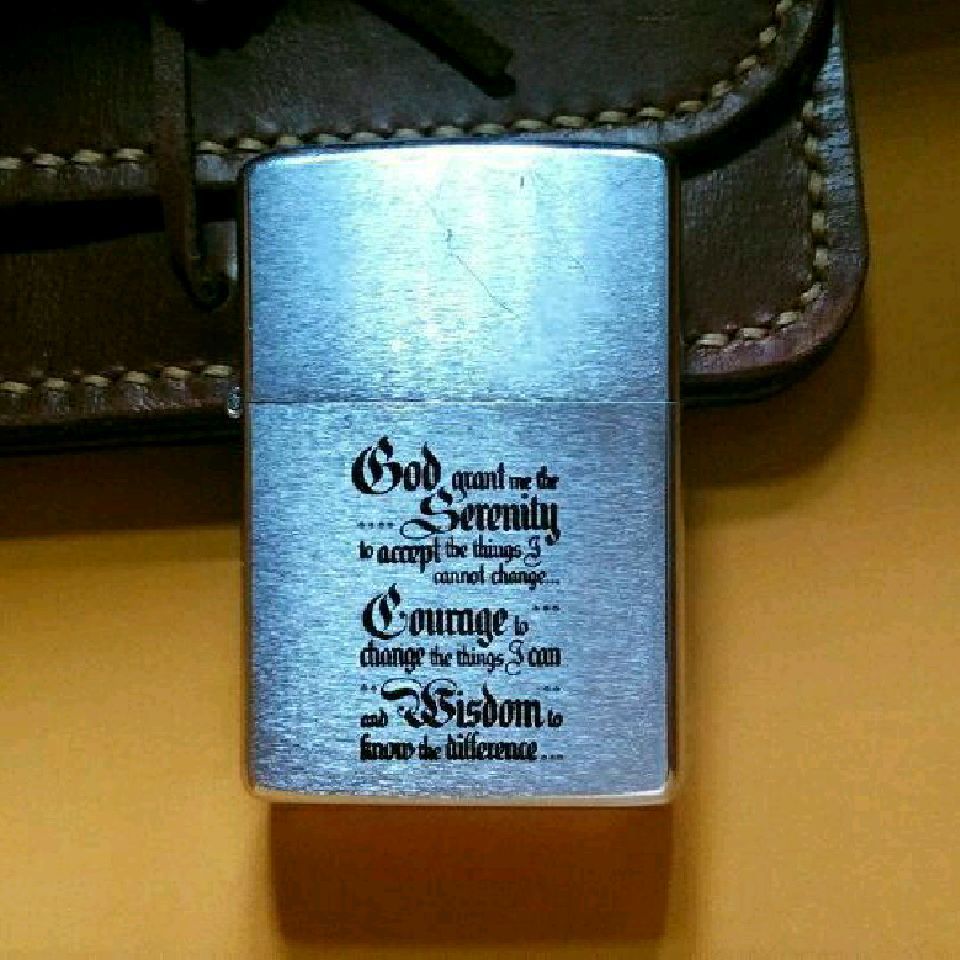 God grant me the
Serenity
to accept the things I
cannot change...
Courage to
change the things I can
and Wisdom to
know the difference...